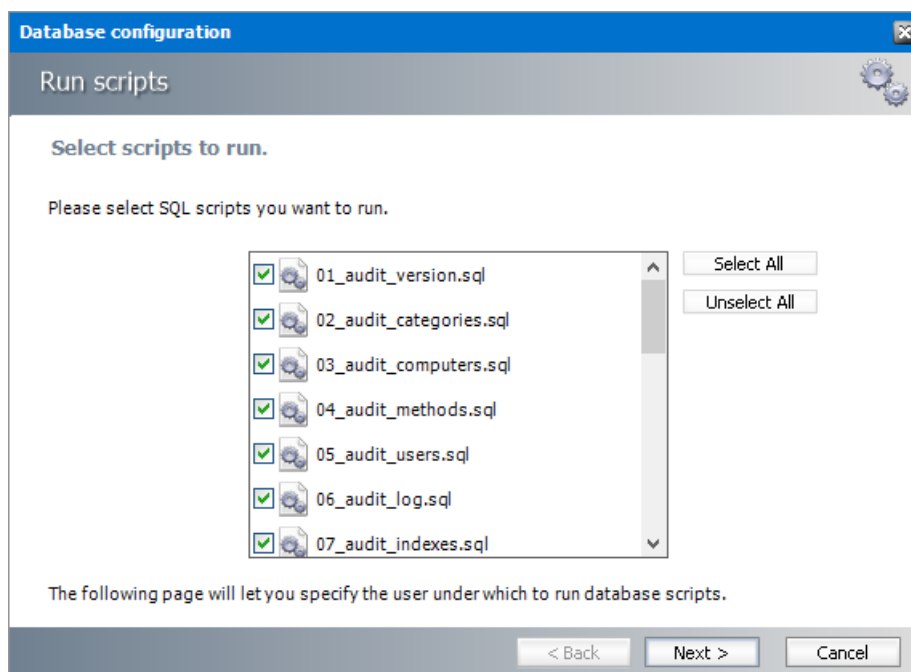 Database configuration
Run scripts
Select scripts to run.
Please select SQL scripts you want to run.
01_audit_version.sql
02_audit_categories.sql
03_audit_computers.sql
04_audit_methods.sql
05_audit_users.sql
06_audit_log.sql
07_audit_indexes.sql
Select All
Unselect All
The following page will let you specify the user under which to run database scripts.
< Back
Next >
Cancel